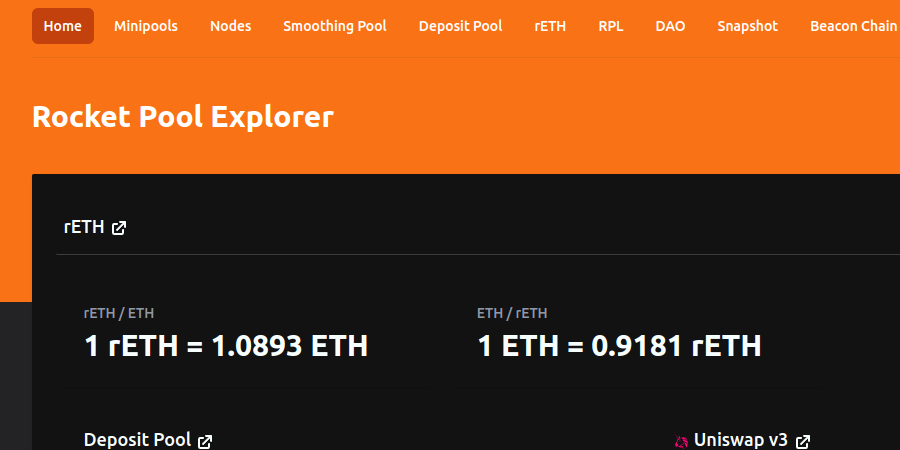 Home Minipools Nodes Smoothing Pool Deposit Pool rETH RPL DAO Snapshot Beacon Chain
Rocket Pool Explorer
rETH
rETH / ETH ETH / rETH
1 rETH = 1.0893 ETH 1 ETH = 0.9181 rETH
Deposit Pool Uniswap v3